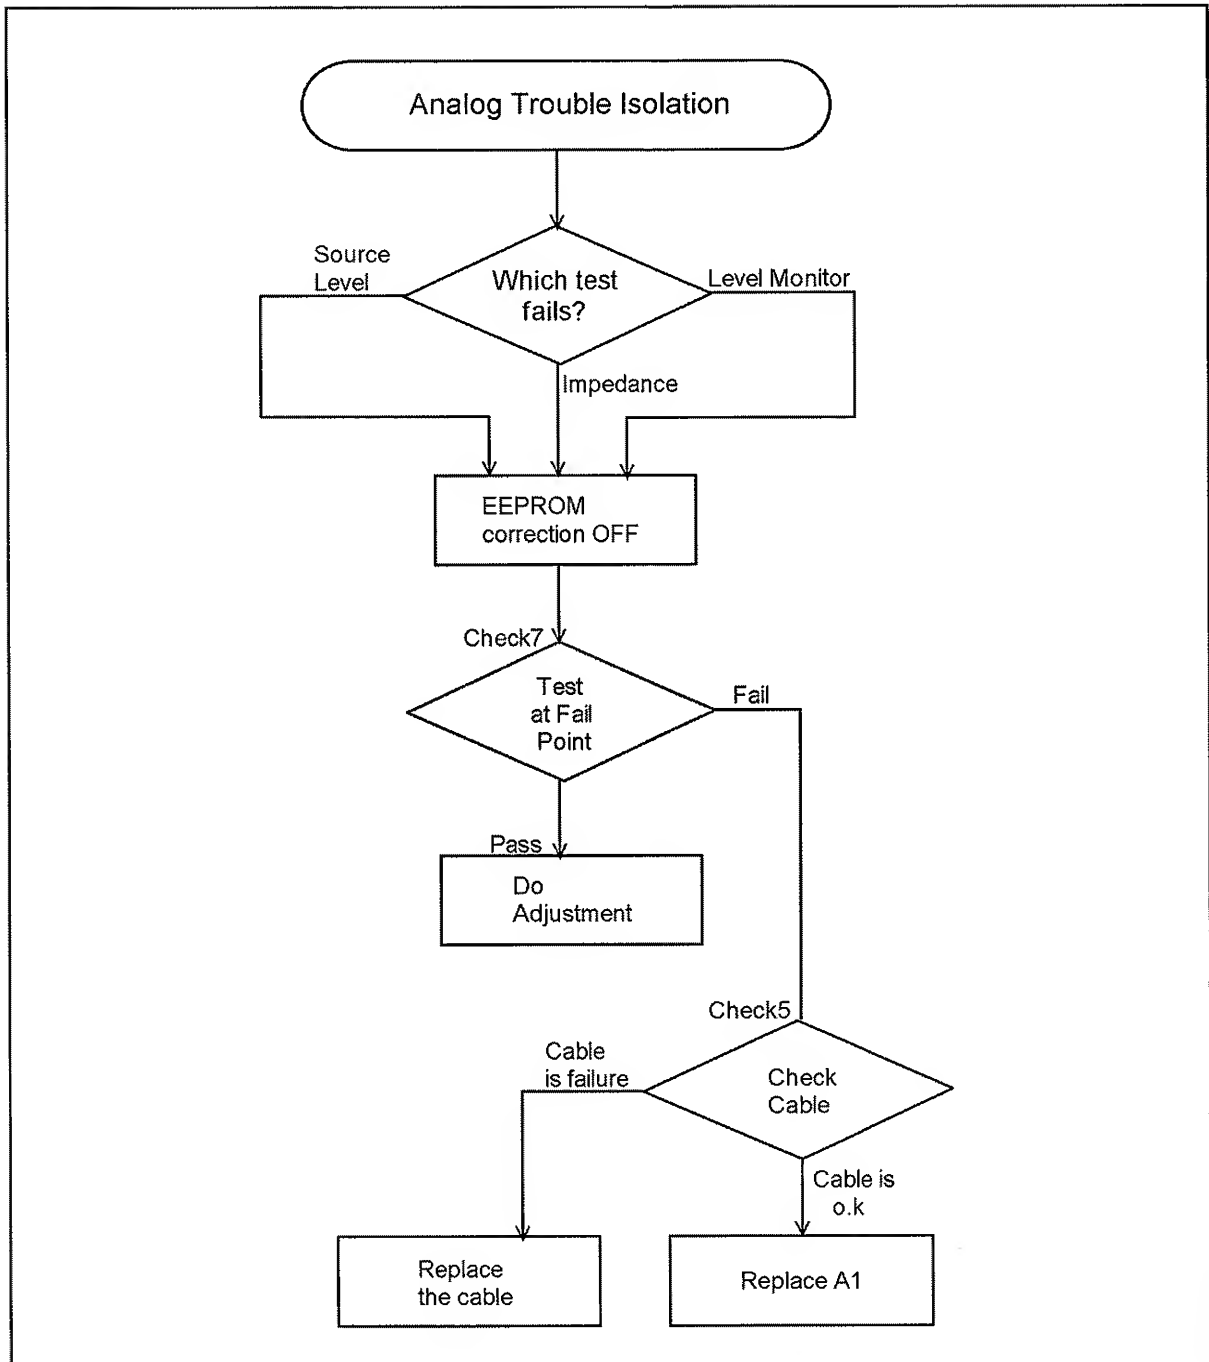 Analog Trouble Isolation
Source
Level
Which test
fails?
Level Monitor
Impedance
EEPROM
correction OFF
Check7
Test
at Fail
Point
Fail
Pass
Do
Adjustment
Check5
Cable
is failure
Check
Cable
Cable is
o.k
Replace
the cable
Replace A1